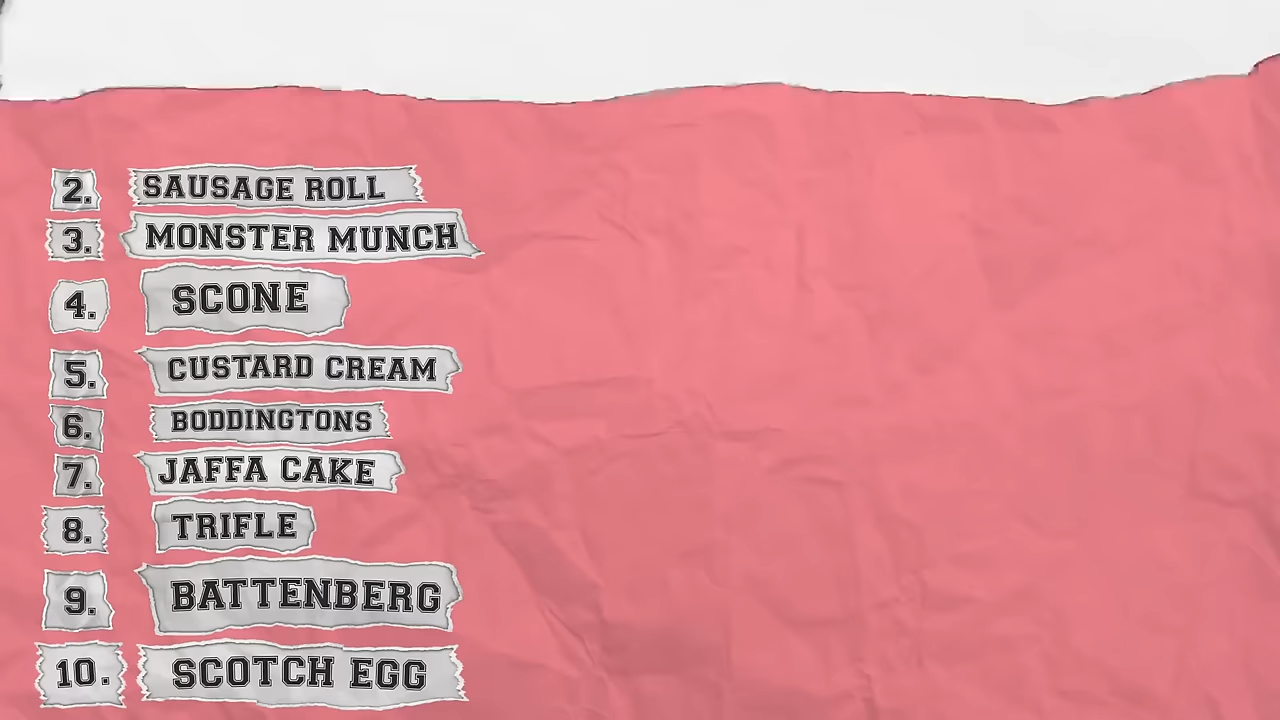 2. SAUSAGE ROLL
3. MONSTER MUNCH
4. SCONE
5. CUSTARD CREAM
6. BODDINGTONS
7. JAFFA CAKE
8. TRIFLE
9. BATTENBERG
10. SCOTCH EGG